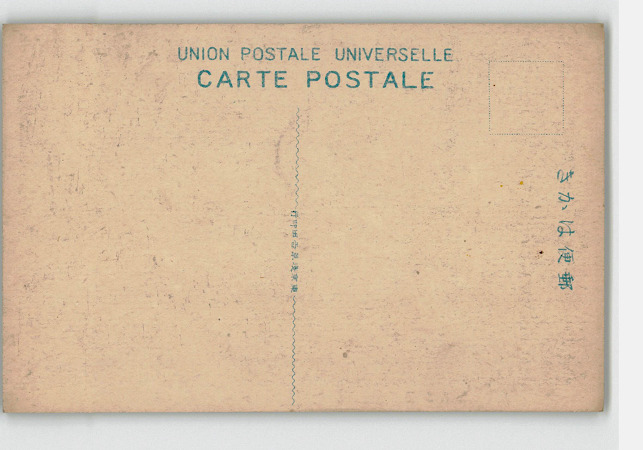 UNION POSTALE UNIVERSELLE
CARTE POSTALE
郵便はかき